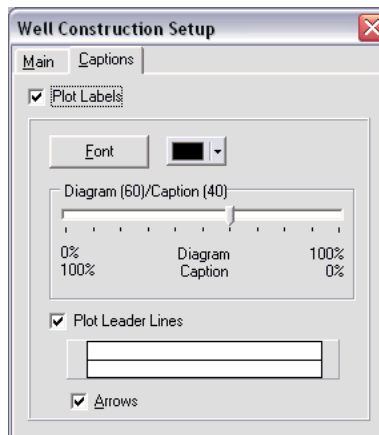 Well Construction Setup
Main Captions
Plot Labels
Font
Diagram (60)/Caption (40)
0% Diagram 100%
100% Caption 0%
Plot Leader Lines
Arrows